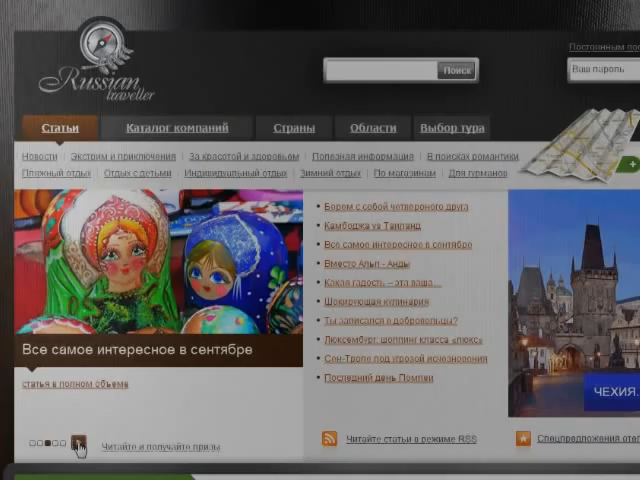 Постоянным пос
Russian
traveller
Поиск
Ваш пароль
Статьи Каталог компаний Страны Области Выбор тура
Новости Экстрим и приключения За красотой и здоровьем Полезная информация В поисках романтики
Пляжный отдых Отдых с детьми Индивидуальный отдых Зимний отдых По магазинам Для гурманов
Берем с собой четвероного друга
Камбоджа vs Таиланд
Все самое интересное в сентябре
Вместо Альп - Анды
Какая гадость – эта ваша...
Шокирующая кулинария
Ты записался в добровольцы?
Все самое интересное в сентябре
Люксембург: шоппинг класса «люкс»
Сен-Тропе под угрозой исчезновения
статья в полном объеме
Последний день Помпеи
ЧЕХИЯ.
Читайте и получайте призы
Читайте статьи в режиме RSS
Спецпредложения оте